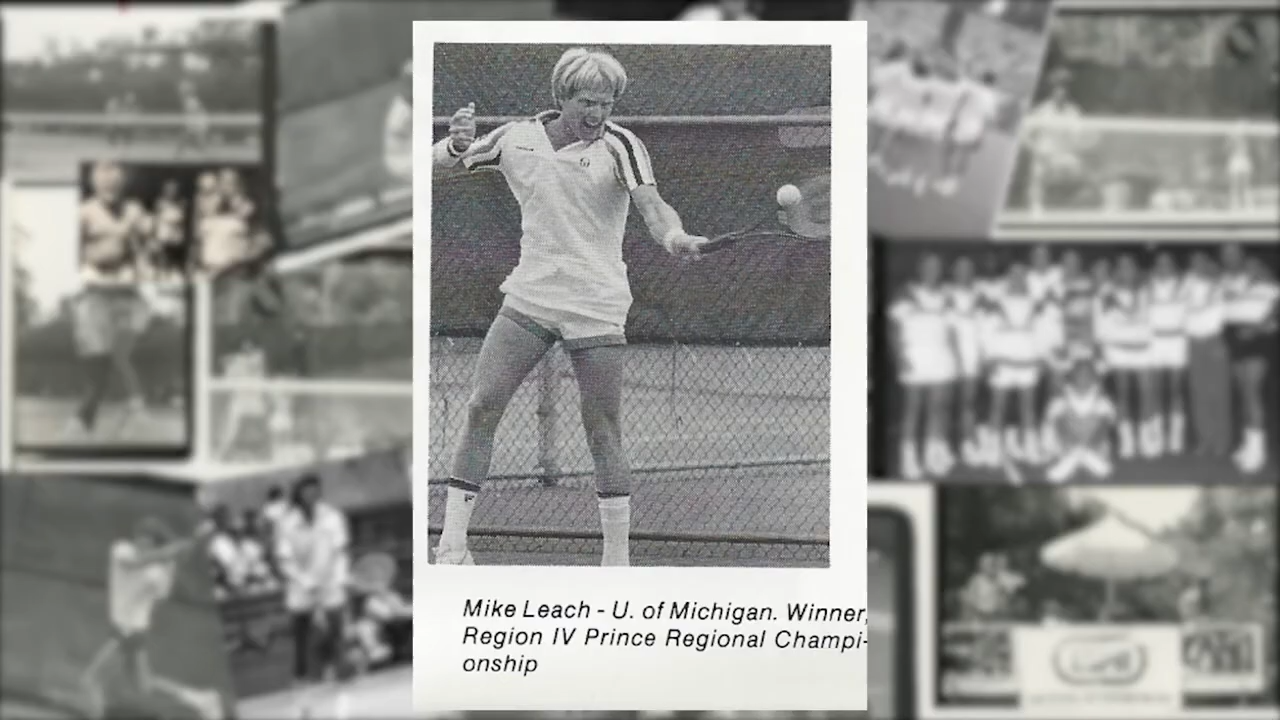 Mike Leach - U. of Michigan. Winner,
Region IV Prince Regional Champi-
onship